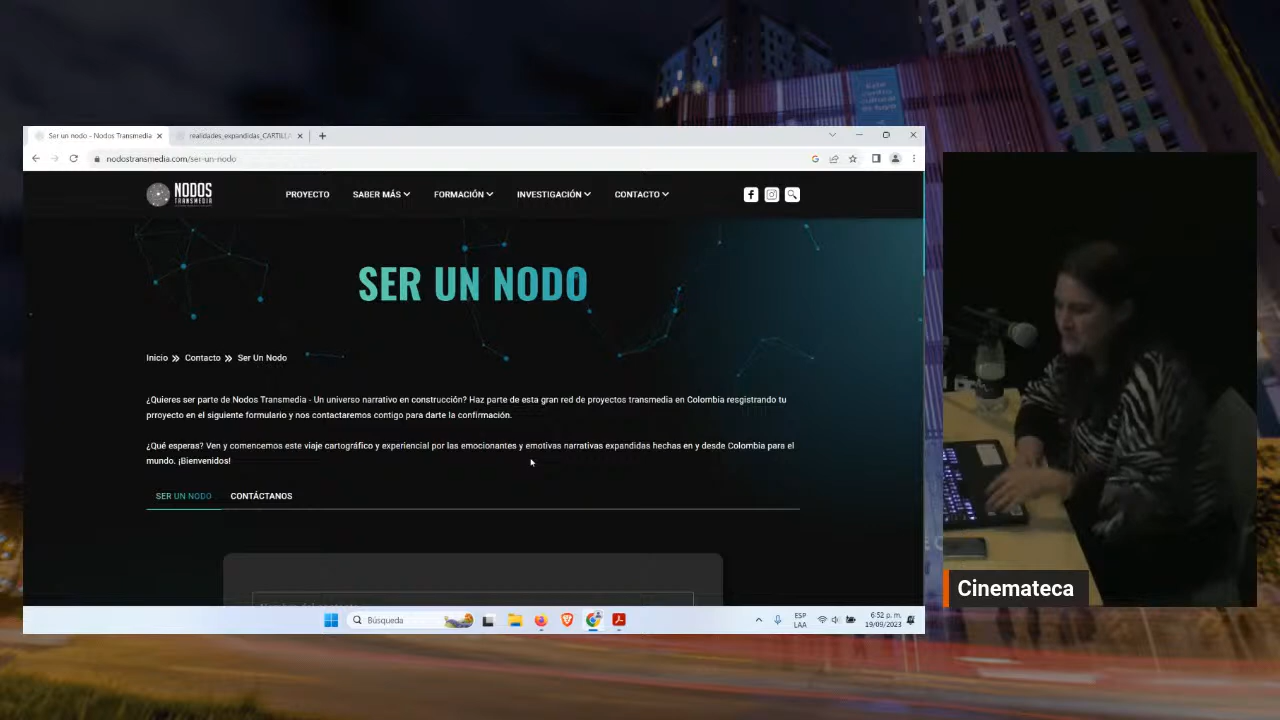 Este
centro
cultural
Ser un nodo - Nodos Transmedia
realidades_expandidas_CARTILL
nodostransmedia.com/ser-un-nodo
NODOS
TRANSMEDIA
PROYECTO
SABER MÁS
FORMACIÓN
INVESTIGACIÓN
CONTACTO
SER UN NODO
Inicio » Contacto » Ser Un Nodo
¿Quieres ser parte de Nodos Transmedia - Un universo narrativo en construcción? Haz parte de esta gran red de proyectos transmedia en Colombia resgistrando tu
proyecto en el siguiente formulario y nos contactaremos contigo para darte la confirmación.
¿Qué esperas? Ven y comencemos este viaje cartográfico y experiencial por las emocionantes y emotivas narrativas expandidas hechas en y desde Colombia para el
mundo. ¡Bienvenidos!
SER UN NODO
CONTÁCTANOS
Cinemateca
Búsqueda
ESP
LAA
6:52 p. m.
19/09/2023